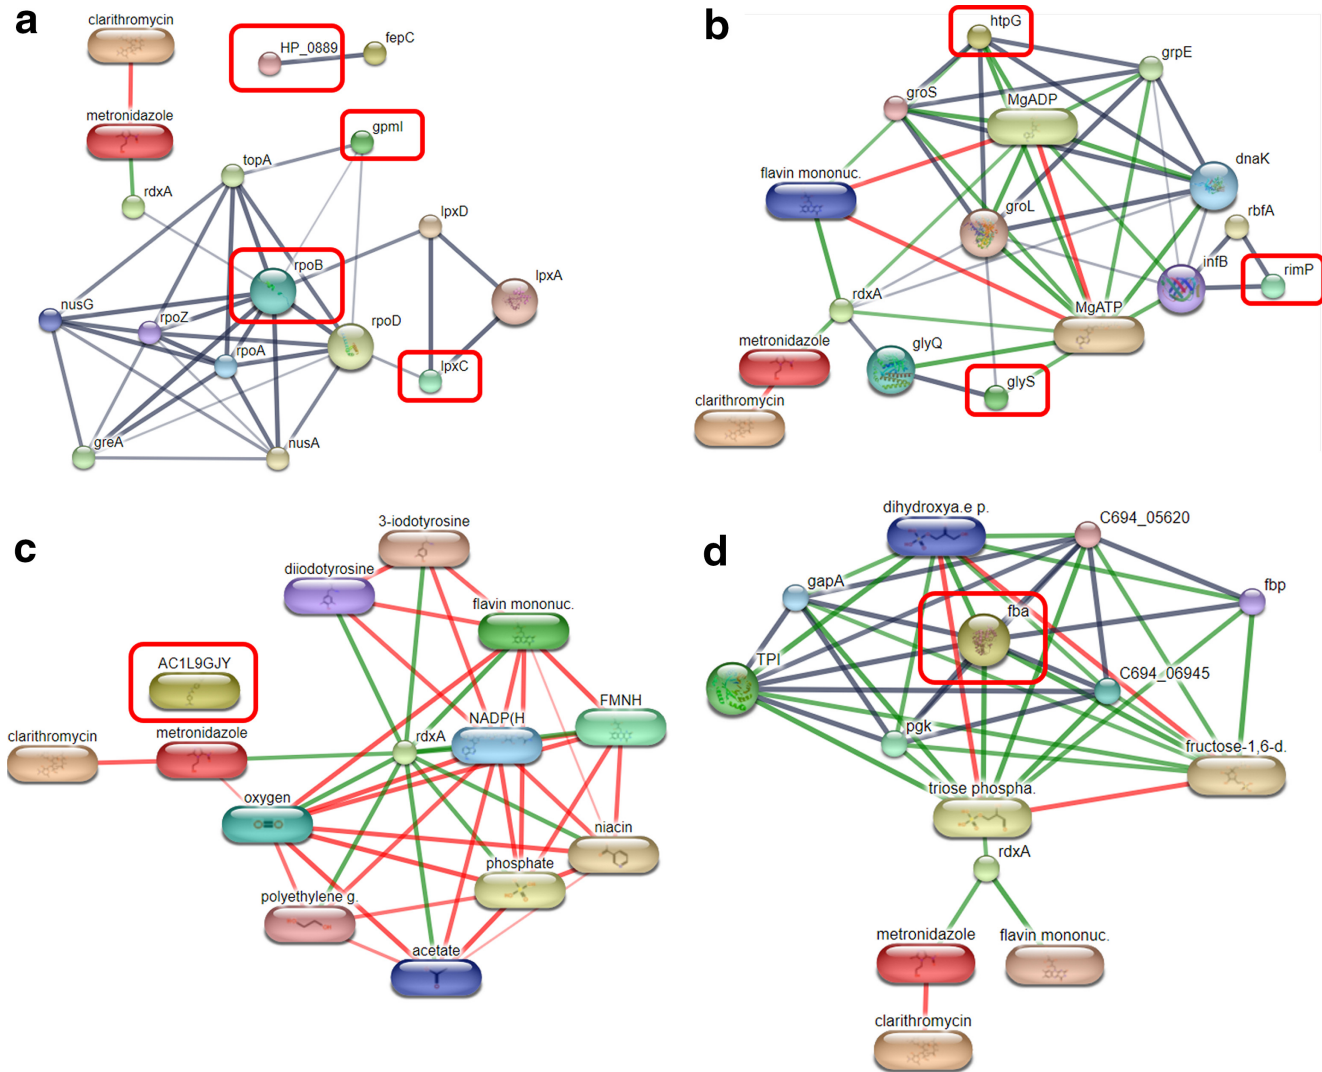 a
clarithromycin
HP_0889
fepC
metronidazole
gpmI
topA
rdxA
lpxD
rpoB
lpxA
nusG
rpoZ
rpoD
rpoA
lpxC
greA
nusA
b
htpG
grpE
groS
MgADP
dnaK
flavin mononuc.
groL
rbfA
infB
rimP
rdxA
MgATP
metronidazole
glyQ
glyS
clarithromycin
c
3-iodotyrosine
diiodotyrosine
flavin mononuc.
AC1L9GJY
FMNH
NADP(H
clarithromycin
metronidazole
rdxA
oxygen
niacin
phosphate
polyethylene g.
acetate
d
dihydroxya.e p.
C694_05620
gapA
fbp
fba
TPI
C694_06945
pgk
fructose-1,6-d.
triose phospha.
rdxA
metronidazole
flavin mononuc.
clarithromycin